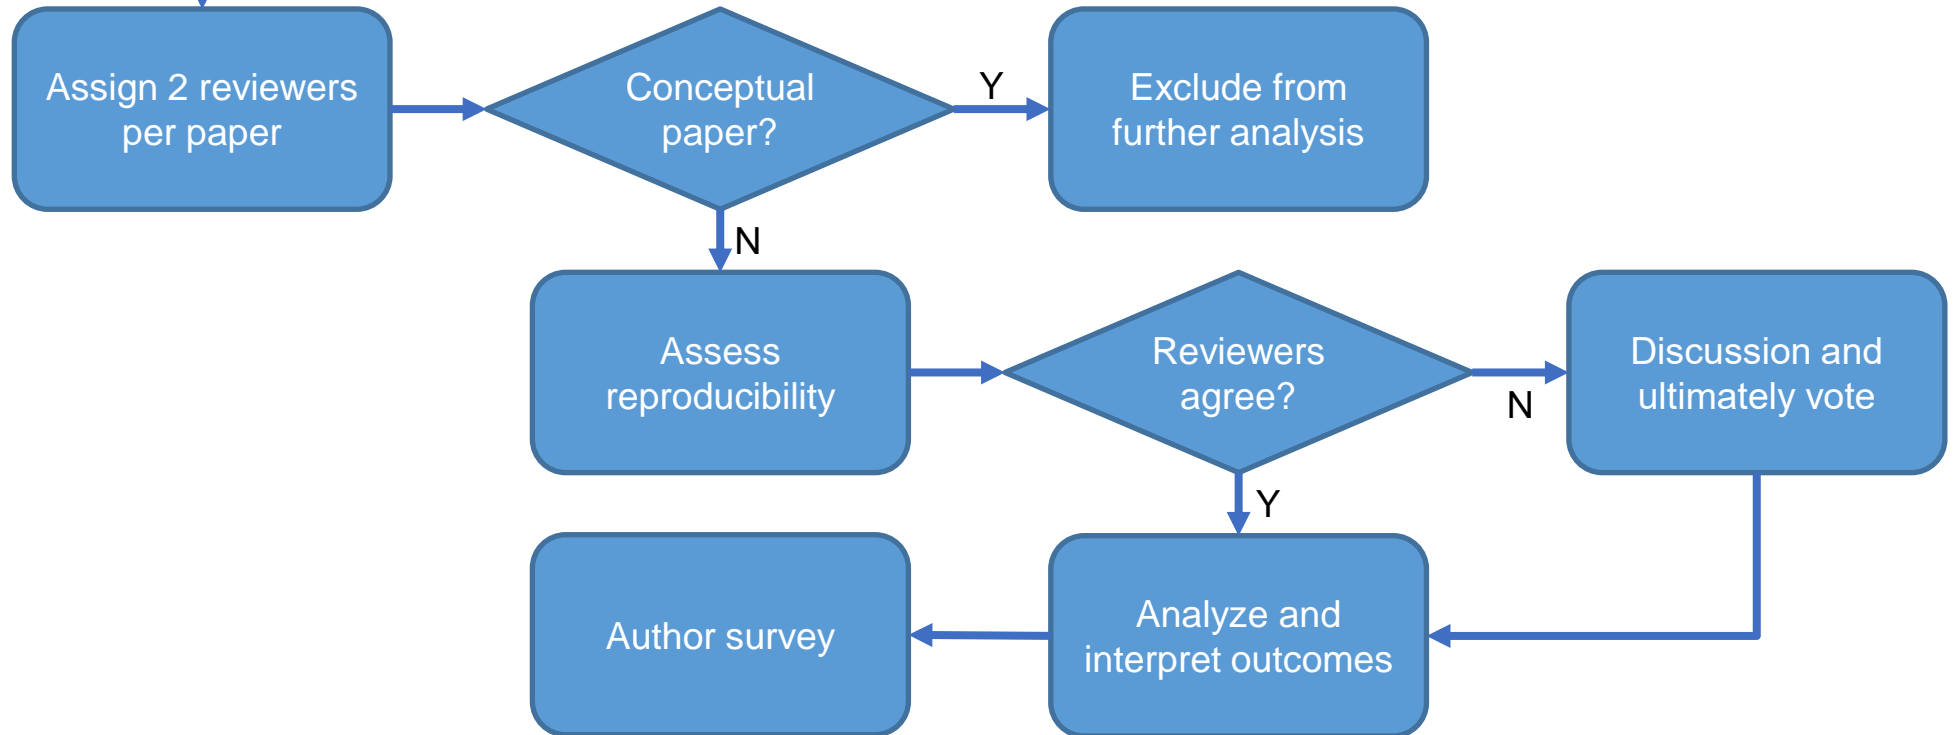 Assign 2 reviewers
per paper
Conceptual
paper?
Y
Exclude from
further analysis
N
Assess
reproducibility
Reviewers
agree?
N
Discussion and
ultimately vote
Y
Author survey
Analyze and
interpret outcomes